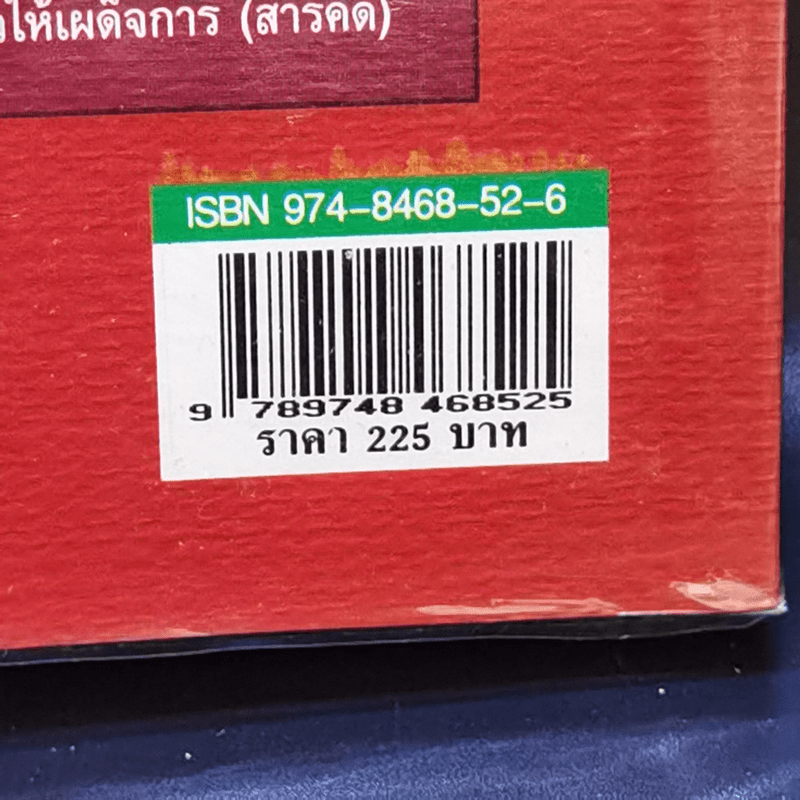 ให้เผด็จการ (สารคดี)
ISBN 974-8468-52-6
9 789748 468525
ราคา 225 บาท